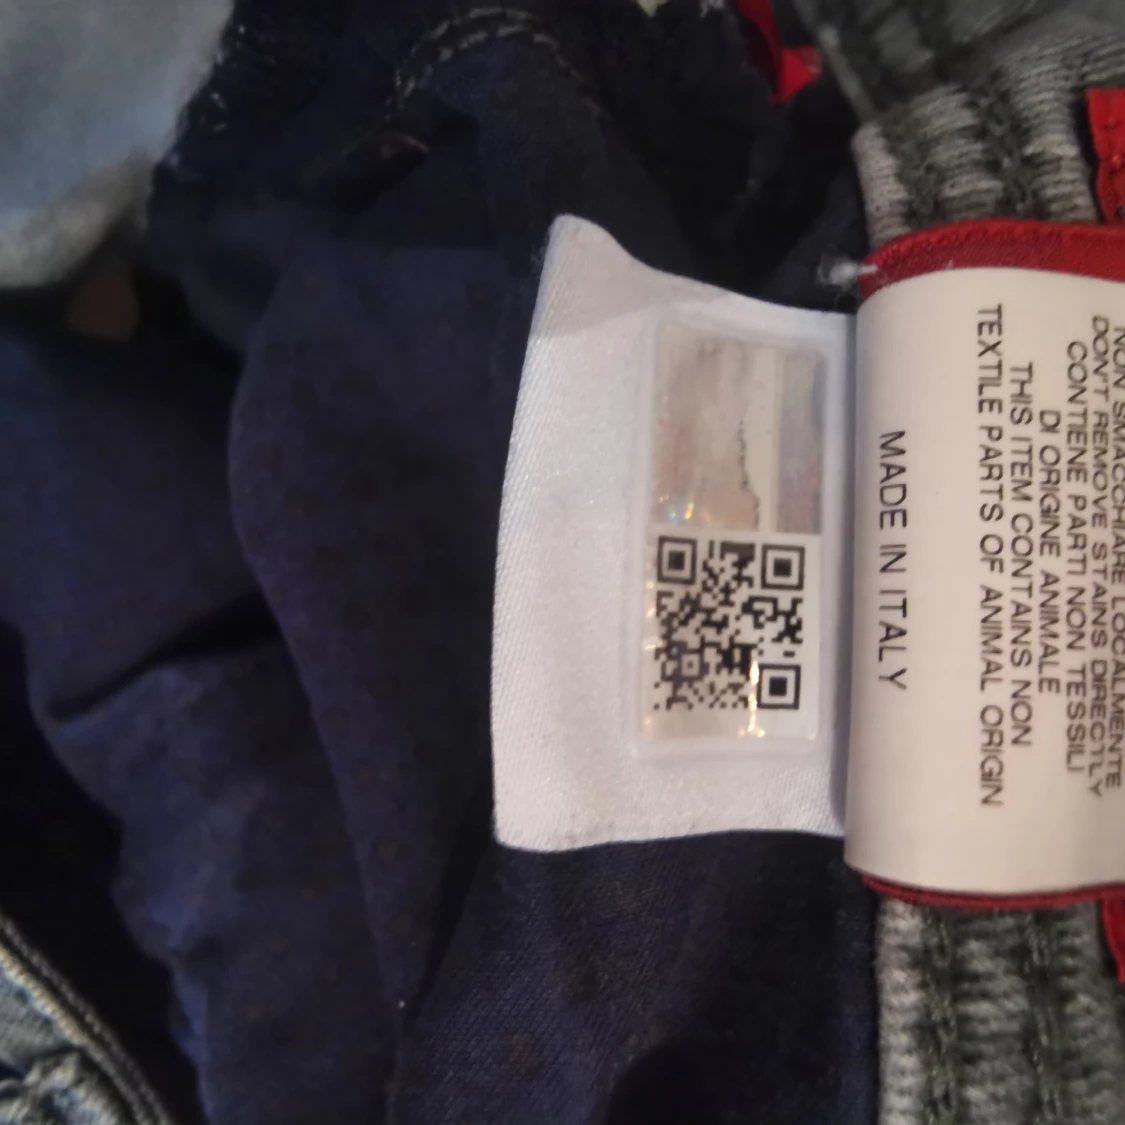 NON SMACCHIARE LOCALMENTE
DON'T REMOVE STAINS DIRECTLY
CONTIENE PARTI NON TESSILI
DI ORIGINE ANIMALE
THIS ITEM CONTAINS NON
TEXTILE PARTS OF ANIMAL ORIGIN
MADE IN ITALY